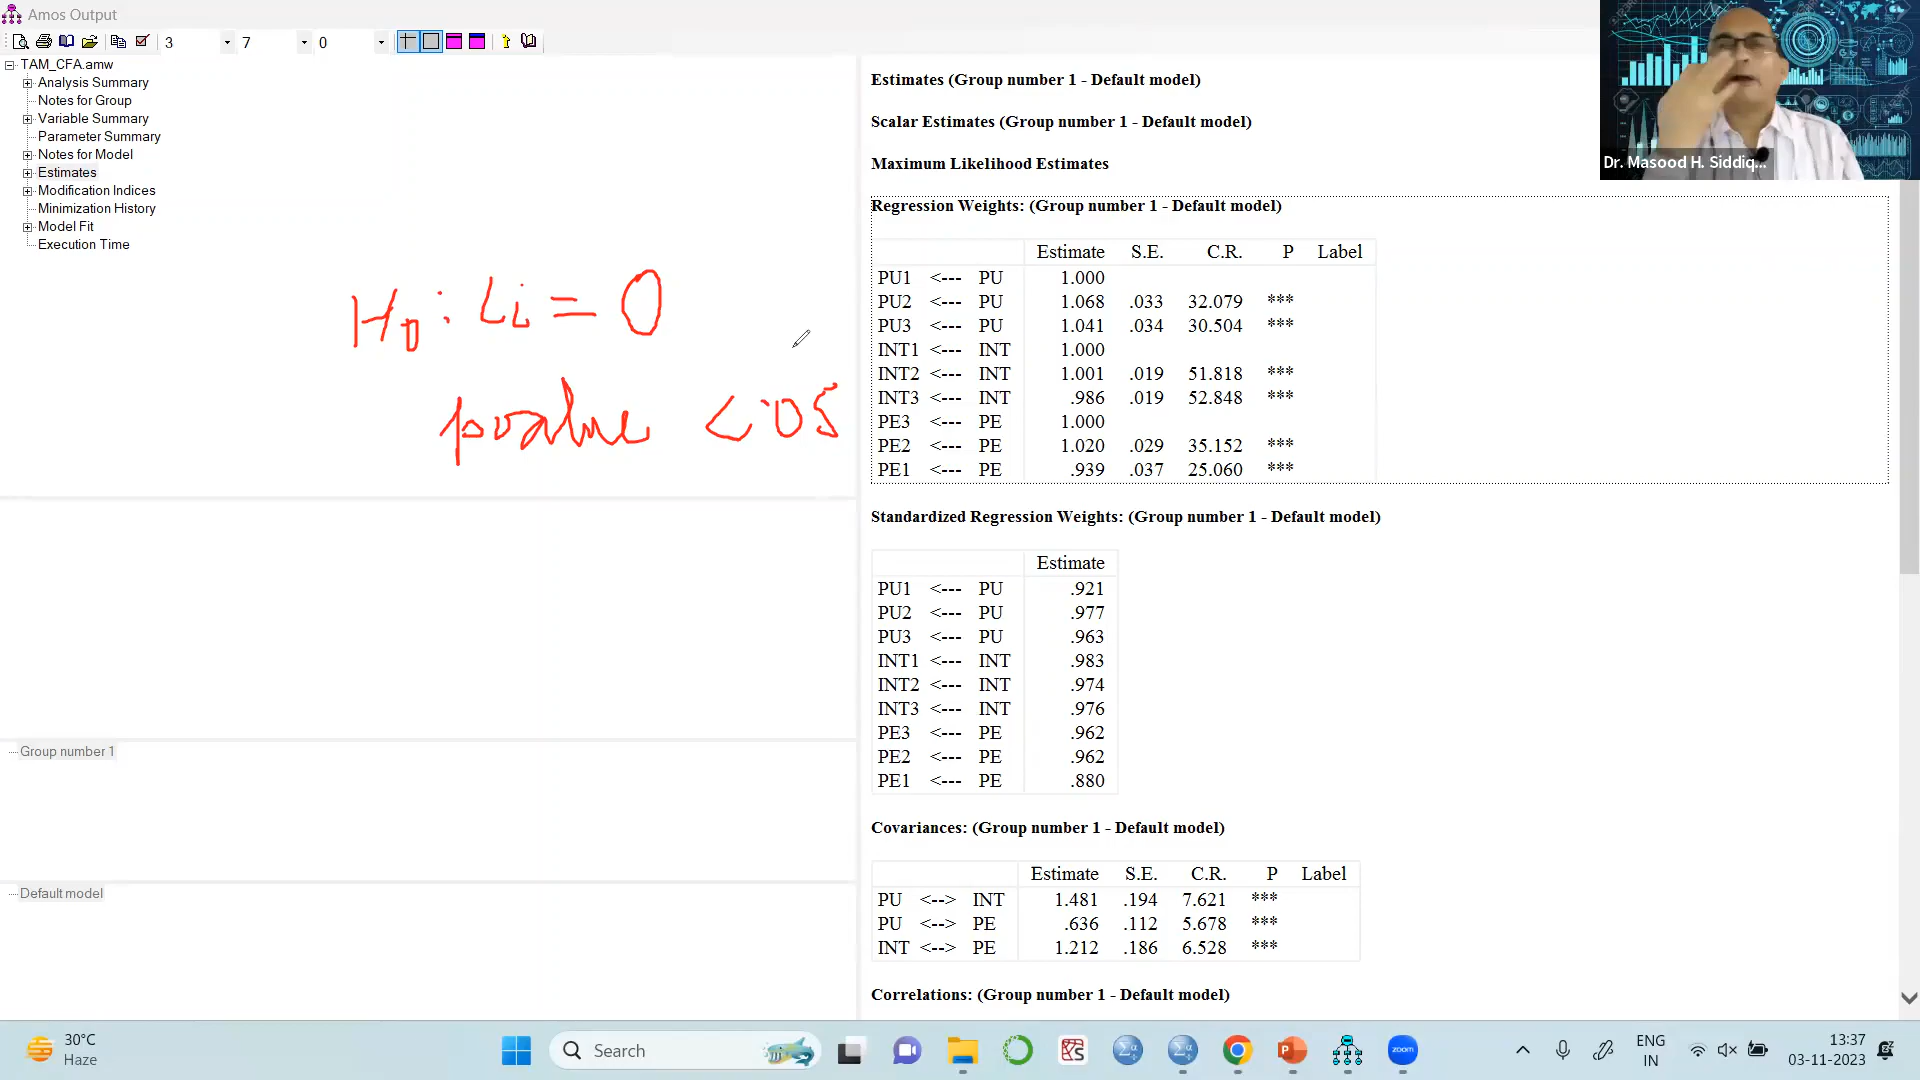 Amos Output
3 7 0
TAM_CFA.amw
Analysis Summary
Notes for Group
Variable Summary
Parameter Summary
Notes for Model
Estimates
Modification Indices
Minimization History
Model Fit
Execution Time
H0 : Li = 0
pvalue < .05
Group number 1
Default model
Estimates (Group number 1 - Default model)
Scalar Estimates (Group number 1 - Default model)
Maximum Likelihood Estimates
Regression Weights: (Group number 1 - Default model)
Estimate S.E. C.R. P Label
PU1 <--- PU 1.000
PU2 <--- PU 1.068 .033 32.079 ***
PU3 <--- PU 1.041 .034 30.504 ***
INT1 <--- INT 1.000
INT2 <--- INT 1.001 .019 51.818 ***
INT3 <--- INT .986 .019 52.848 ***
PE3 <--- PE 1.000
PE2 <--- PE 1.020 .029 35.152 ***
PE1 <--- PE .939 .037 25.060 ***
Standardized Regression Weights: (Group number 1 - Default model)
Estimate
PU1 <--- PU .921
PU2 <--- PU .977
PU3 <--- PU .963
INT1 <--- INT .983
INT2 <--- INT .974
INT3 <--- INT .976
PE3 <--- PE .962
PE2 <--- PE .962
PE1 <--- PE .880
Covariances: (Group number 1 - Default model)
Estimate S.E. C.R. P Label
PU <--> INT 1.481 .194 7.621 ***
PU <--> PE .636 .112 5.678 ***
INT <--> PE 1.212 .186 6.528 ***
Correlations: (Group number 1 - Default model)
Dr. Masood H. Siddiq...
30°C
Haze
Search
zoom
ENG
IN
13:37
03-11-2023